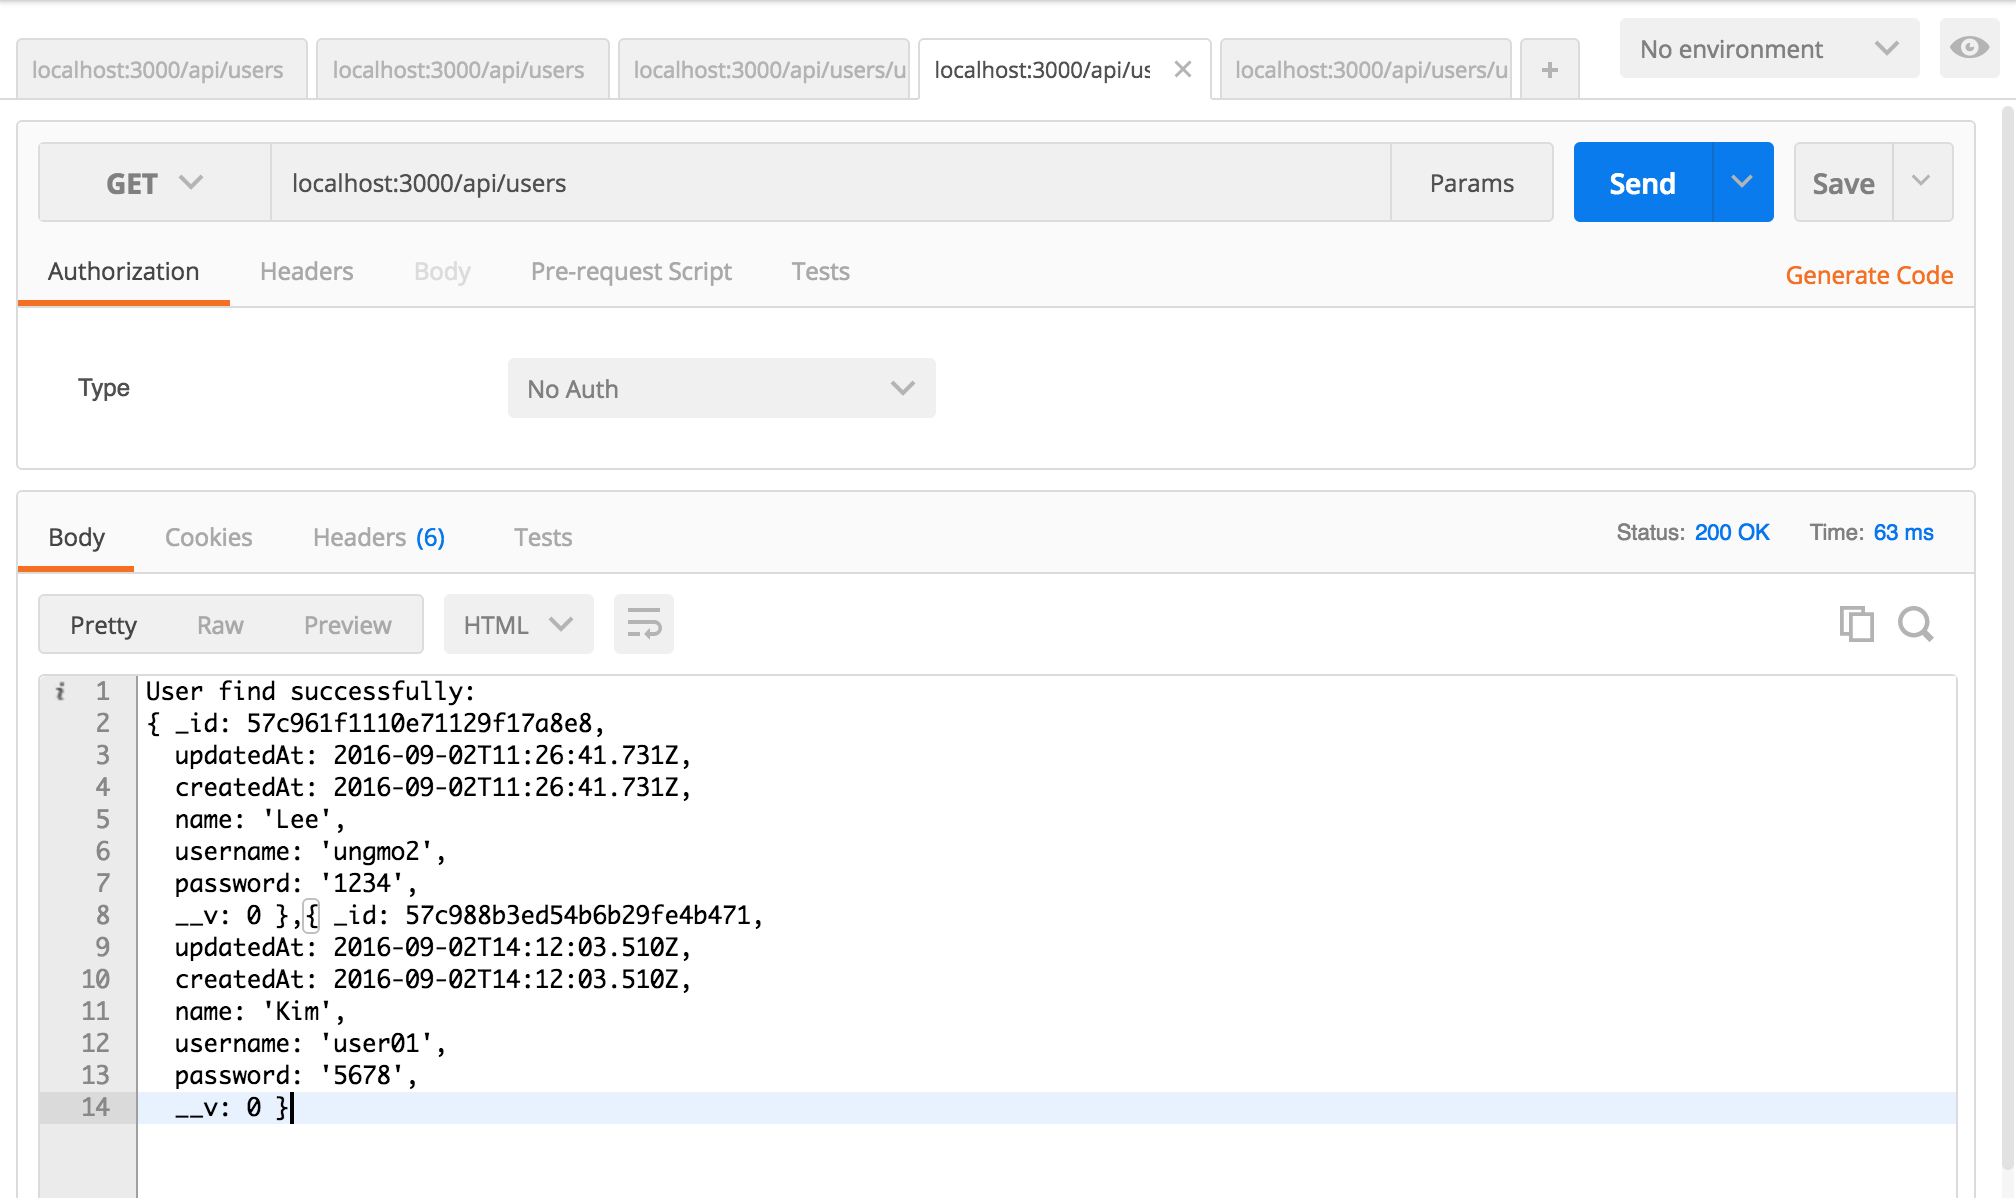 localhost:3000/api/users
localhost:3000/api/users
localhost:3000/api/users/u
localhost:3000/api/us
localhost:3000/api/users/u
No environment
GET
localhost:3000/api/users
Params
Send
Save
Authorization
Headers
Body
Pre-request Script
Tests
Generate Code
Type
No Auth
Body
Cookies
Headers (6)
Tests
Status: 200 OK
Time: 63 ms
Pretty
Raw
Preview
HTML
i 1 User find successfully:
2 { _id: 57c961f1110e71129f17a8e8,
3 updatedAt: 2016-09-02T11:26:41.731Z,
4 createdAt: 2016-09-02T11:26:41.731Z,
5 name: 'Lee',
6 username: 'ungmo2',
7 password: '1234',
8 __v: 0 },{ _id: 57c988b3ed54b6b29fe4b471,
9 updatedAt: 2016-09-02T14:12:03.510Z,
10 createdAt: 2016-09-02T14:12:03.510Z,
11 name: 'Kim',
12 username: 'user01',
13 password: '5678',
14 __v: 0 }